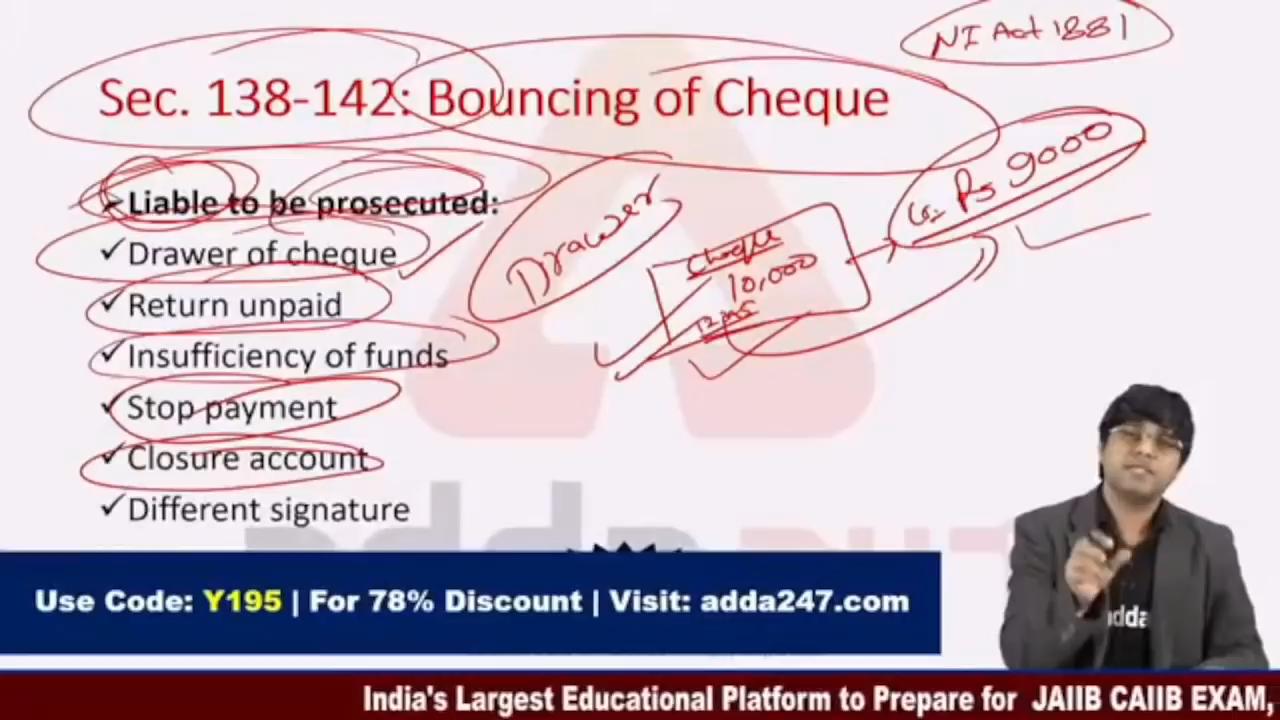 NI Act 1881
Sec. 138-142: Bouncing of Cheque
Liable to be prosecuted:
Drawer of cheque
Return unpaid
Insufficiency of funds
Stop payment
Closure account
Different signature
Drawer
Cheque
10,000
Rs 9000
adda
Use Code: Y195 | For 78% Discount | Visit: adda247.com
India's Largest Educational Platform to Prepare for JAIIB CAIIB EXAM,